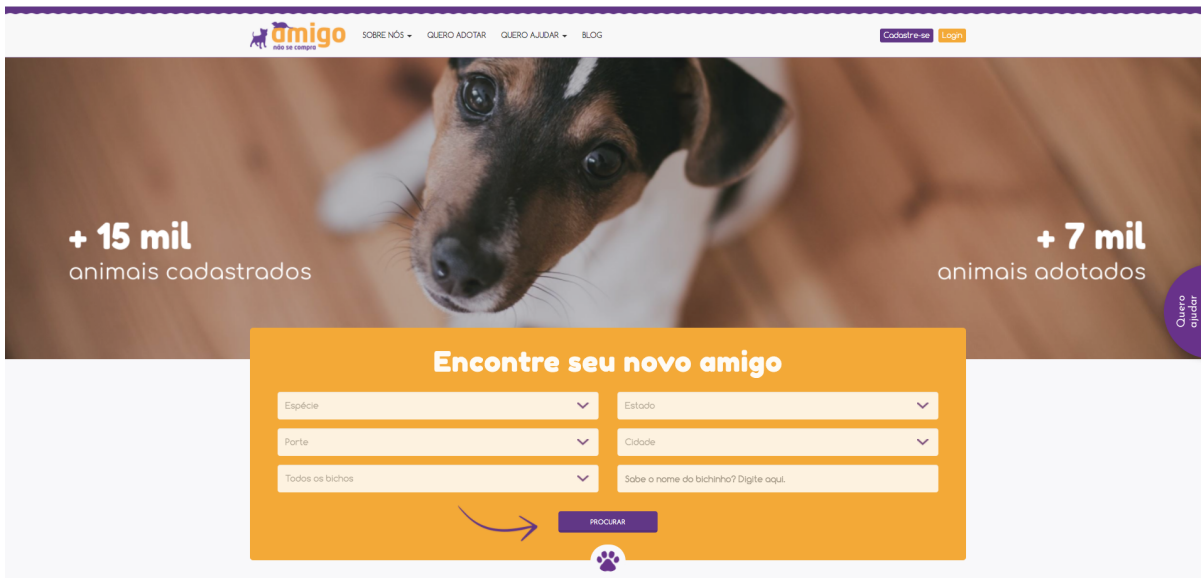 amigo
não se compra
SOBRE NÓS
QUERO ADOTAR
QUERO AJUDAR
BLOG
Cadastre-se
Login
+ 15 mil
animais cadastrados
+ 7 mil
animais adotados
Quero
ajudar
Encontre seu novo amigo
Espécie
Estado
Porte
Cidade
Todos os bichos
Sabe o nome do bichinho? Digite aqui.
PROCURAR